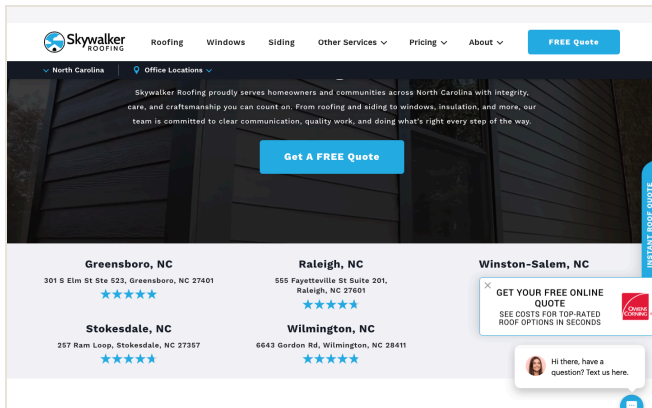 Skywalker
ROOFING
Roofing
Windows
Siding
Other Services
Pricing
About
FREE Quote
North Carolina
Office Locations
Skywalker Roofing proudly serves homeowners and communities across North Carolina with integrity,
care, and craftsmanship you can count on. From roofing and siding to windows, insulation, and more, our
team is committed to clear communication, quality work, and doing what's right every step of the way.
Get A FREE Quote
INSTANT ROOF QUOTE
Greensboro, NC
301 S Elm St Ste 523, Greensboro, NC 27401
Raleigh, NC
555 Fayetteville St Suite 201,
Raleigh, NC 27601
Winston-Salem, NC
Stokesdale, NC
257 Ram Loop, Stokesdale, NC 27357
Wilmington, NC
6643 Gordon Rd, Wilmington, NC 28411
GET YOUR FREE ONLINE
QUOTE
SEE COSTS FOR TOP-RATED
ROOF OPTIONS IN SECONDS
OWENS
CORNING
Hi there, have a
question? Text us here.